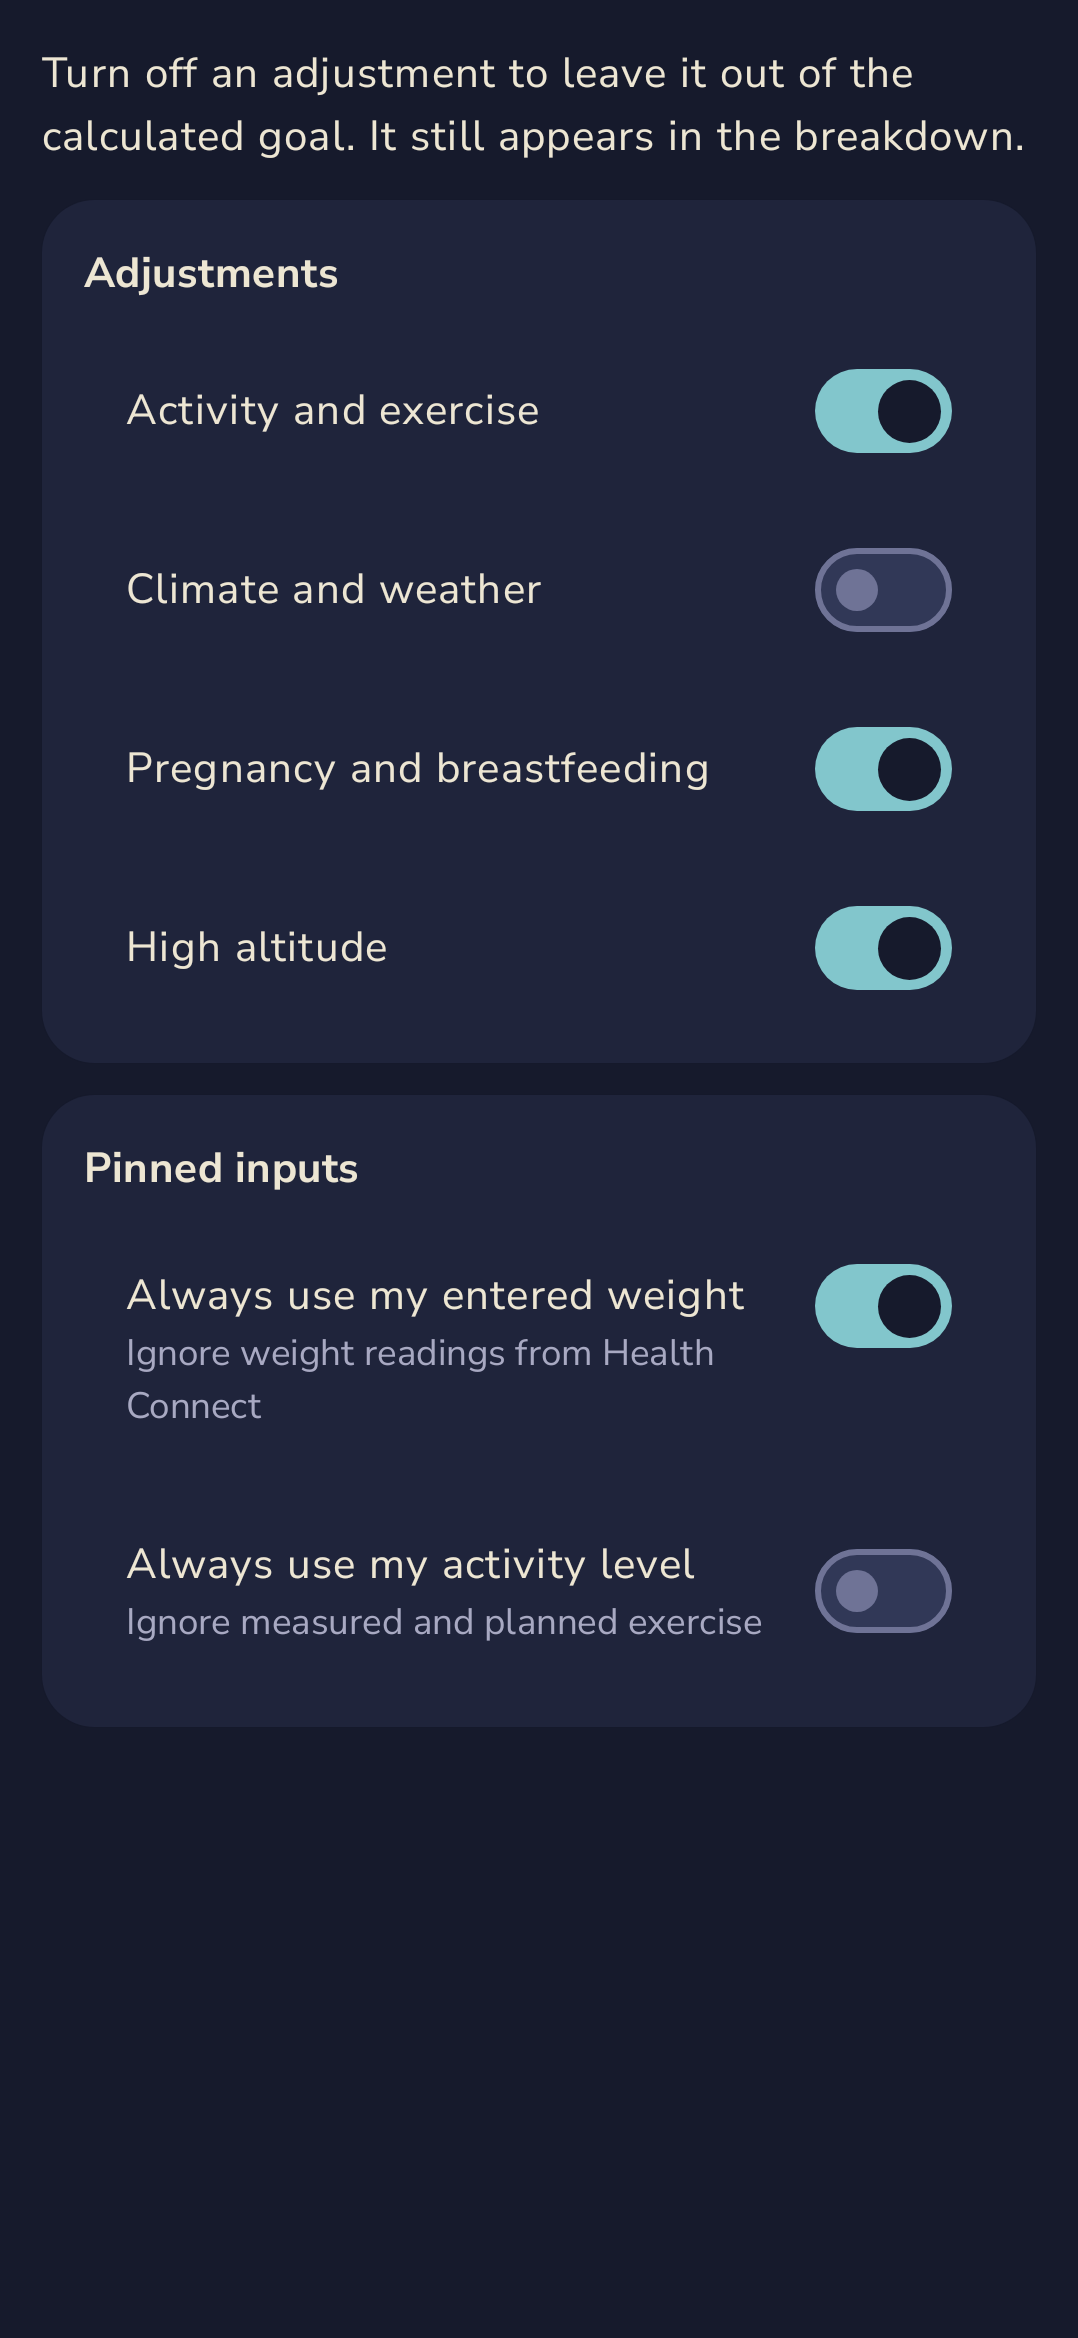 Turn off an adjustment to leave it out of the
calculated goal. It still appears in the breakdown.
Adjustments
Activity and exercise
Climate and weather
Pregnancy and breastfeeding
High altitude
Pinned inputs
Always use my entered weight
Ignore weight readings from Health
Connect
Always use my activity level
Ignore measured and planned exercise